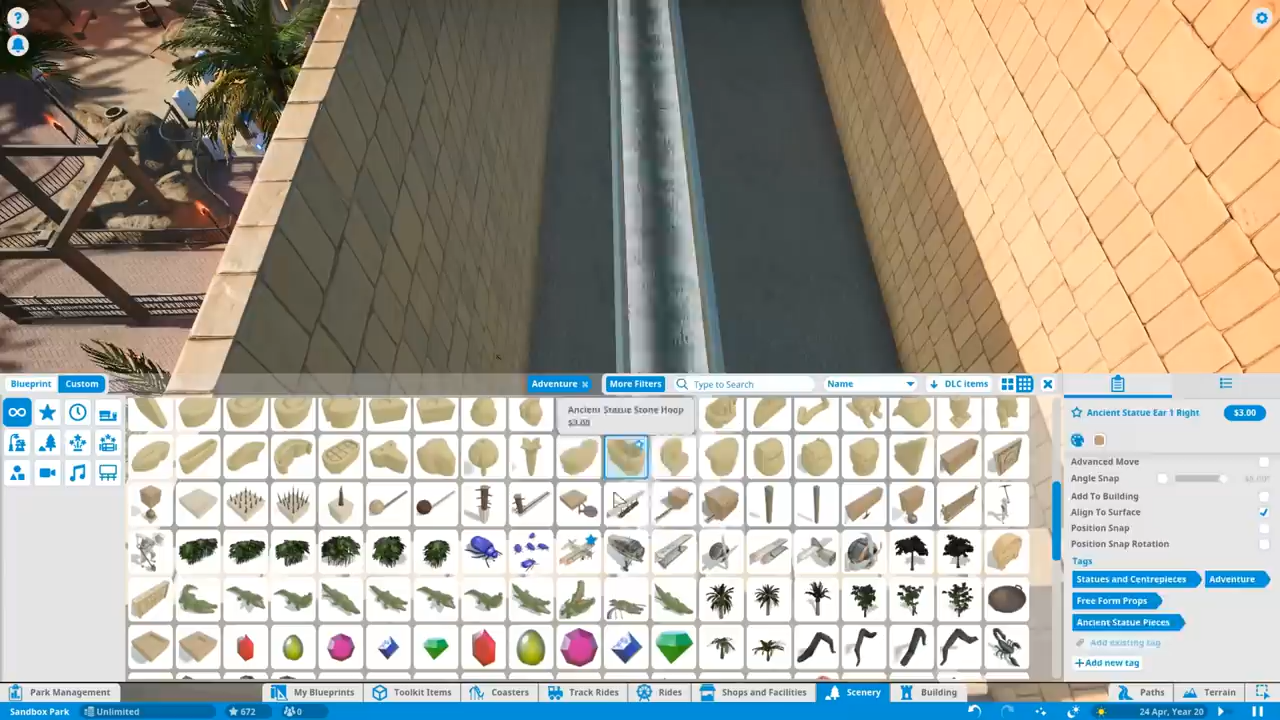 ?
Blueprint
Custom
Adventure ×
More Filters
Type to Search
Name
DLC items
Ancient Statue Stone Hoop
$3.00
Ancient Statue Ear 1 Right
$3.00
Advanced Move
Angle Snap
Add To Building
Align To Surface
Position Snap
Position Snap Rotation
Tags
Statues and Centrepieces
Adventure
Free Form Props
Ancient Statue Pieces
Add existing tag
+Add new tag
Park Management
My Blueprints
Toolkit Items
Coasters
Track Rides
Rides
Shops and Facilities
Scenery
Building
Paths
Terrain
Sandbox Park
Unlimited
672
0
24 Apr, Year 20